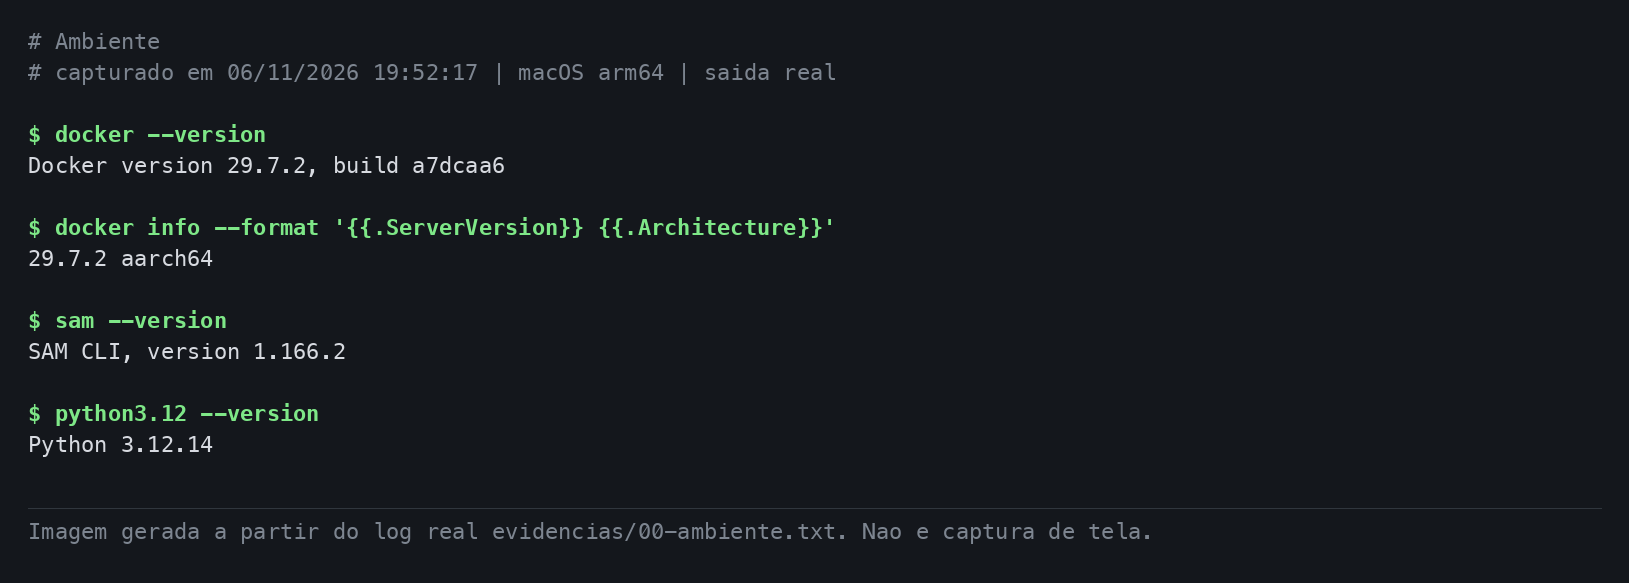 # Ambiente
# capturado em 06/11/2026 19:52:17 | macOS arm64 | saida real
$ docker --version
Docker version 29.7.2, build a7dcaa6
$ docker info --format '{{.ServerVersion}} {{.Architecture}}'
29.7.2 aarch64
$ sam --version
SAM CLI, version 1.166.2
$ python3.12 --version
Python 3.12.14
Imagem gerada a partir do log real evidencias/00-ambiente.txt. Nao e captura de tela.